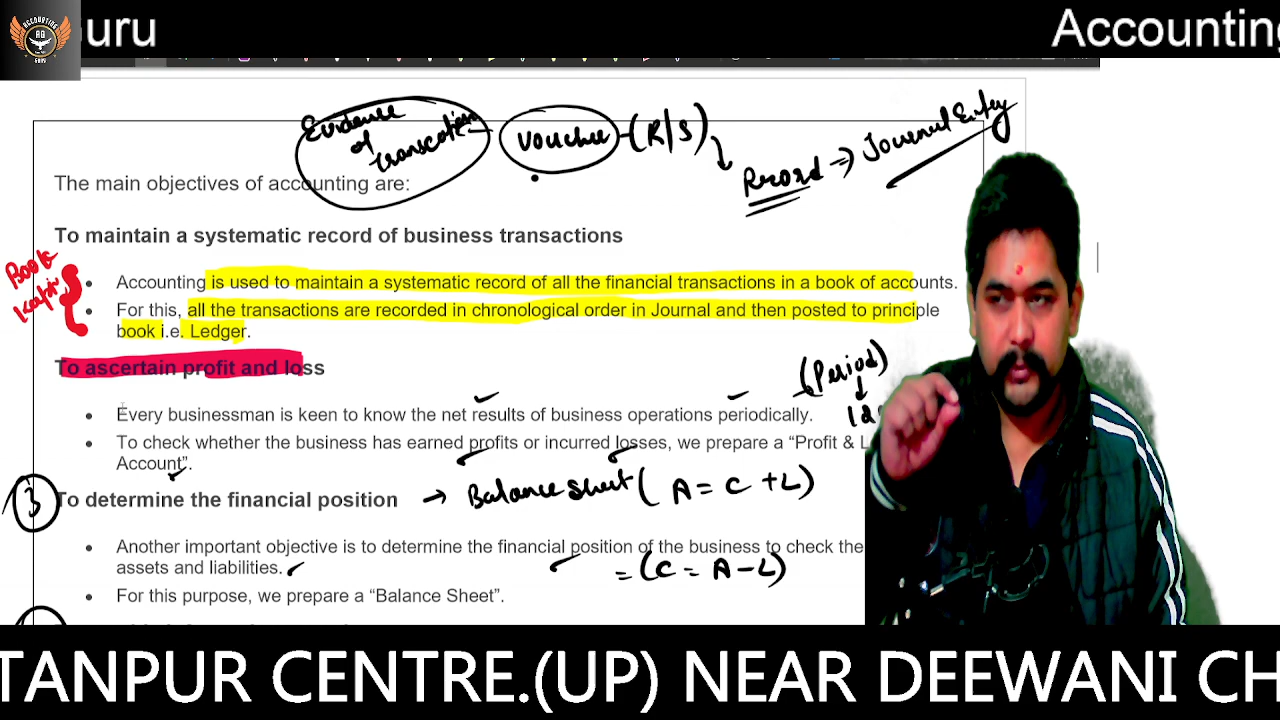 uru
Accounting
ACCOUNTING
AG
GURU
Evidence
of
Transcation
Voucher
(R/S)
Record ⇒ Journal Entry
The main objectives of accounting are:
To maintain a systematic record of business transactions
Book
• Accounting is used to maintain a systematic record of all the financial transactions in a book of accounts.
• For this, all the transactions are recorded in chronological order in Journal and then posted to principle
book i.e. Ledger.
To ascertain profit and loss
(Period)
• Every businessman is keen to know the net results of business operations periodically.
• To check whether the business has earned profits or incurred losses, we prepare a “Profit & L
Account”.
3
To determine the financial position → Balance sheet (A = C + L)
• Another important objective is to determine the financial position of the business to check the
assets and liabilities.
= (C = A - L)
• For this purpose, we prepare a “Balance Sheet”.
TANPUR CENTRE.(UP) NEAR DEEWANI CH